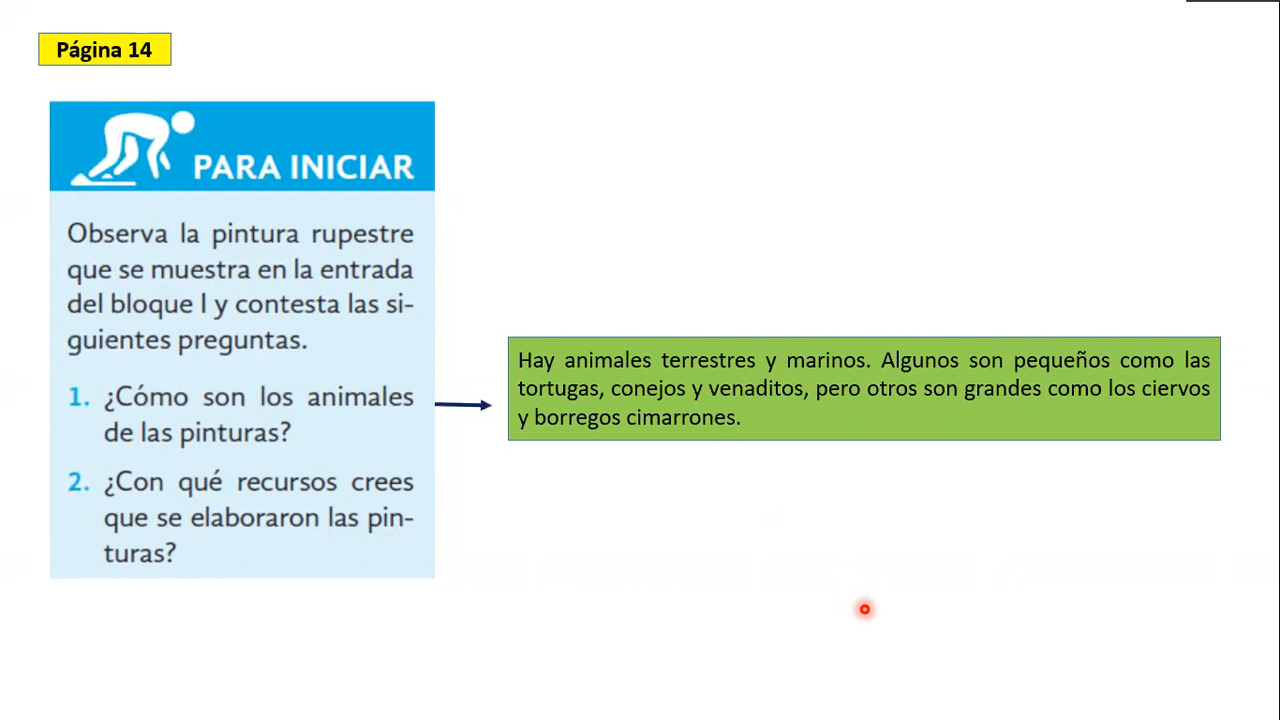 Página 14
PARA INICIAR
Observa la pintura rupestre
que se muestra en la entrada
del bloque I y contesta las si-
guientes preguntas.
1. ¿Cómo son los animales
de las pinturas?
2. ¿Con qué recursos crees
que se elaboraron las pin-
turas?
Hay animales terrestres y marinos. Algunos son pequeños como las
tortugas, conejos y venaditos, pero otros son grandes como los ciervos
y borregos cimarrones.